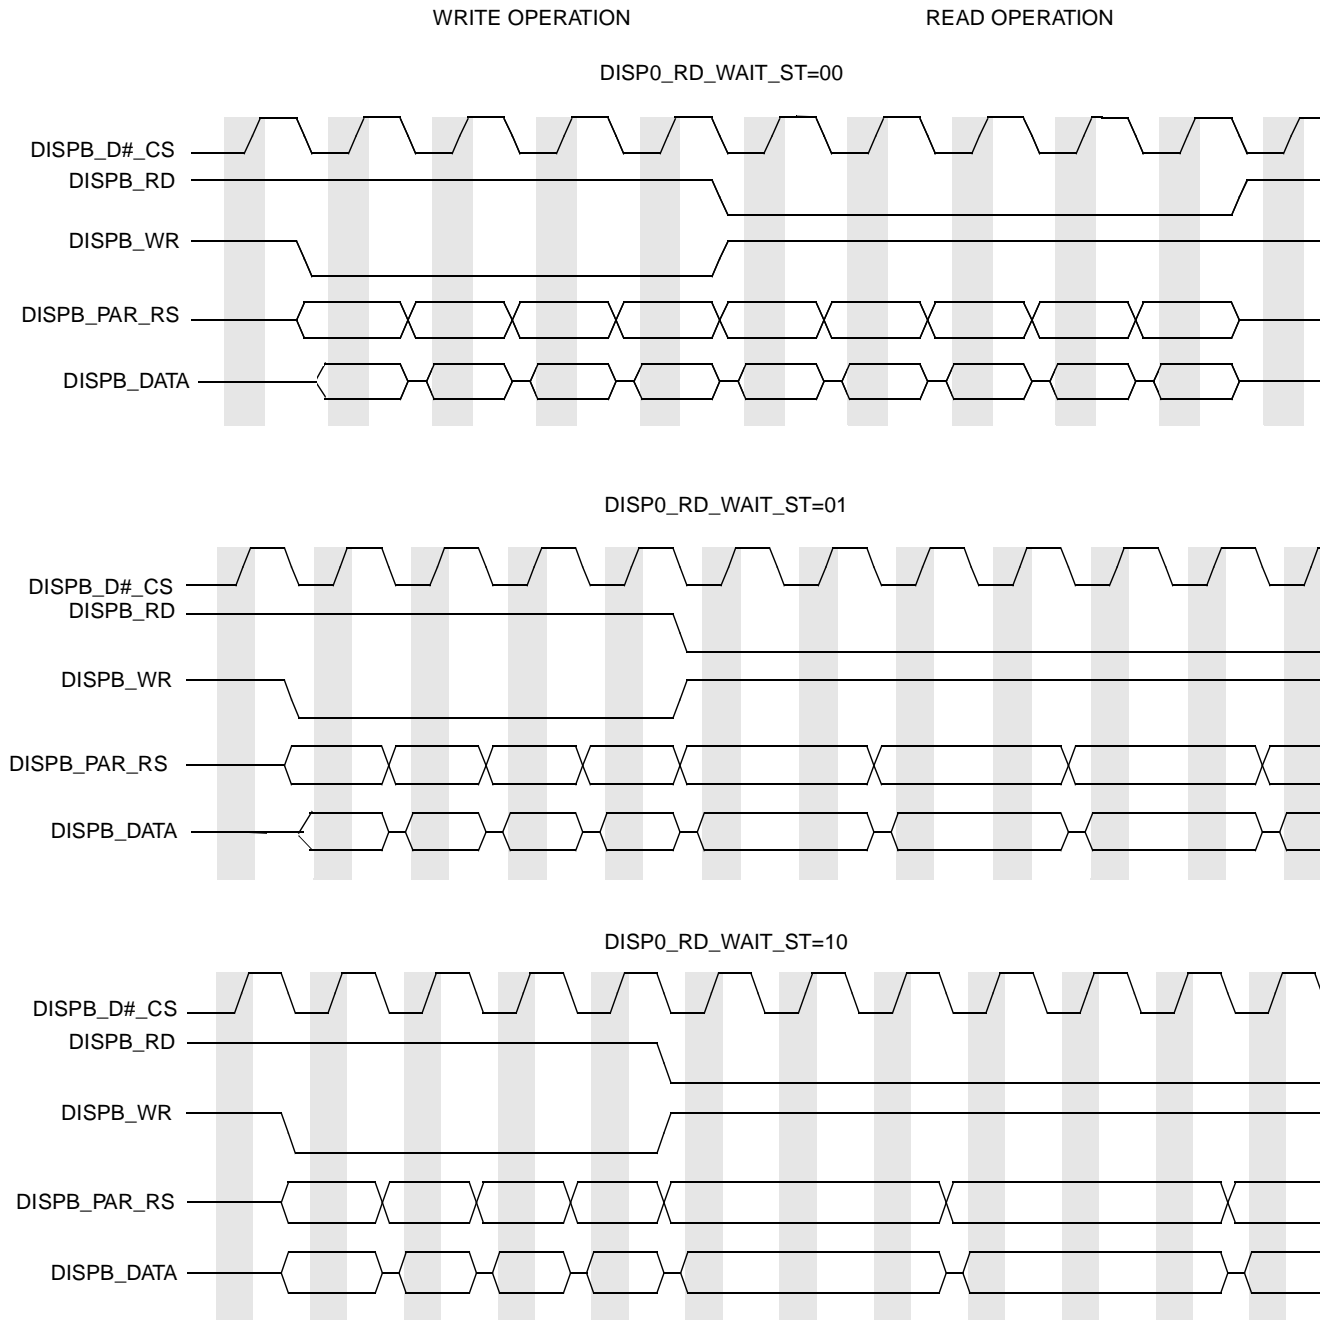 WRITE OPERATION READ OPERATION
DISP0_RD_WAIT_ST=00
DISPB_D#_CS
DISPB_RD
DISPB_WR
DISPB_PAR_RS
DISPB_DATA
DISP0_RD_WAIT_ST=01
DISPB_D#_CS
DISPB_RD
DISPB_WR
DISPB_PAR_RS
DISPB_DATA
DISP0_RD_WAIT_ST=10
DISPB_D#_CS
DISPB_RD
DISPB_WR
DISPB_PAR_RS
DISPB_DATA